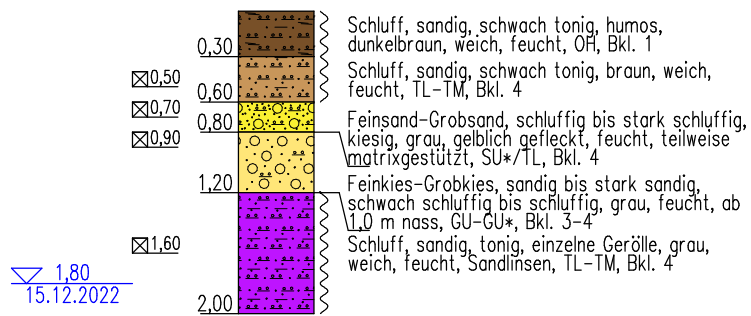 Schluff, sandig, schwach tonig, humos,
dunkelbraun, weich, feucht, OH, Bkl. 1
0,30
Schluff, sandig, schwach tonig, braun, weich,
feucht, TL-TM, Bkl. 4
0,50
0,60
0,70
Feinsand-Grobsand, schluffig bis stark schluffig,
kiesig, grau, gelblich gefleckt, feucht, teilweise
matrixgestützt, SU*/TL, Bkl. 4
0,80
0,90
Feinkies-Grobkies, sandig bis stark sandig,
schwach schluffig bis schluffig, grau, feucht, ab
1,0 m nass, GU-GU*, Bkl. 3-4
1,20
Schluff, sandig, tonig, einzelne Gerölle, grau,
weich, feucht, Sandlinsen, TL-TM, Bkl. 4
1,60
1,80
15.12.2022
2,00